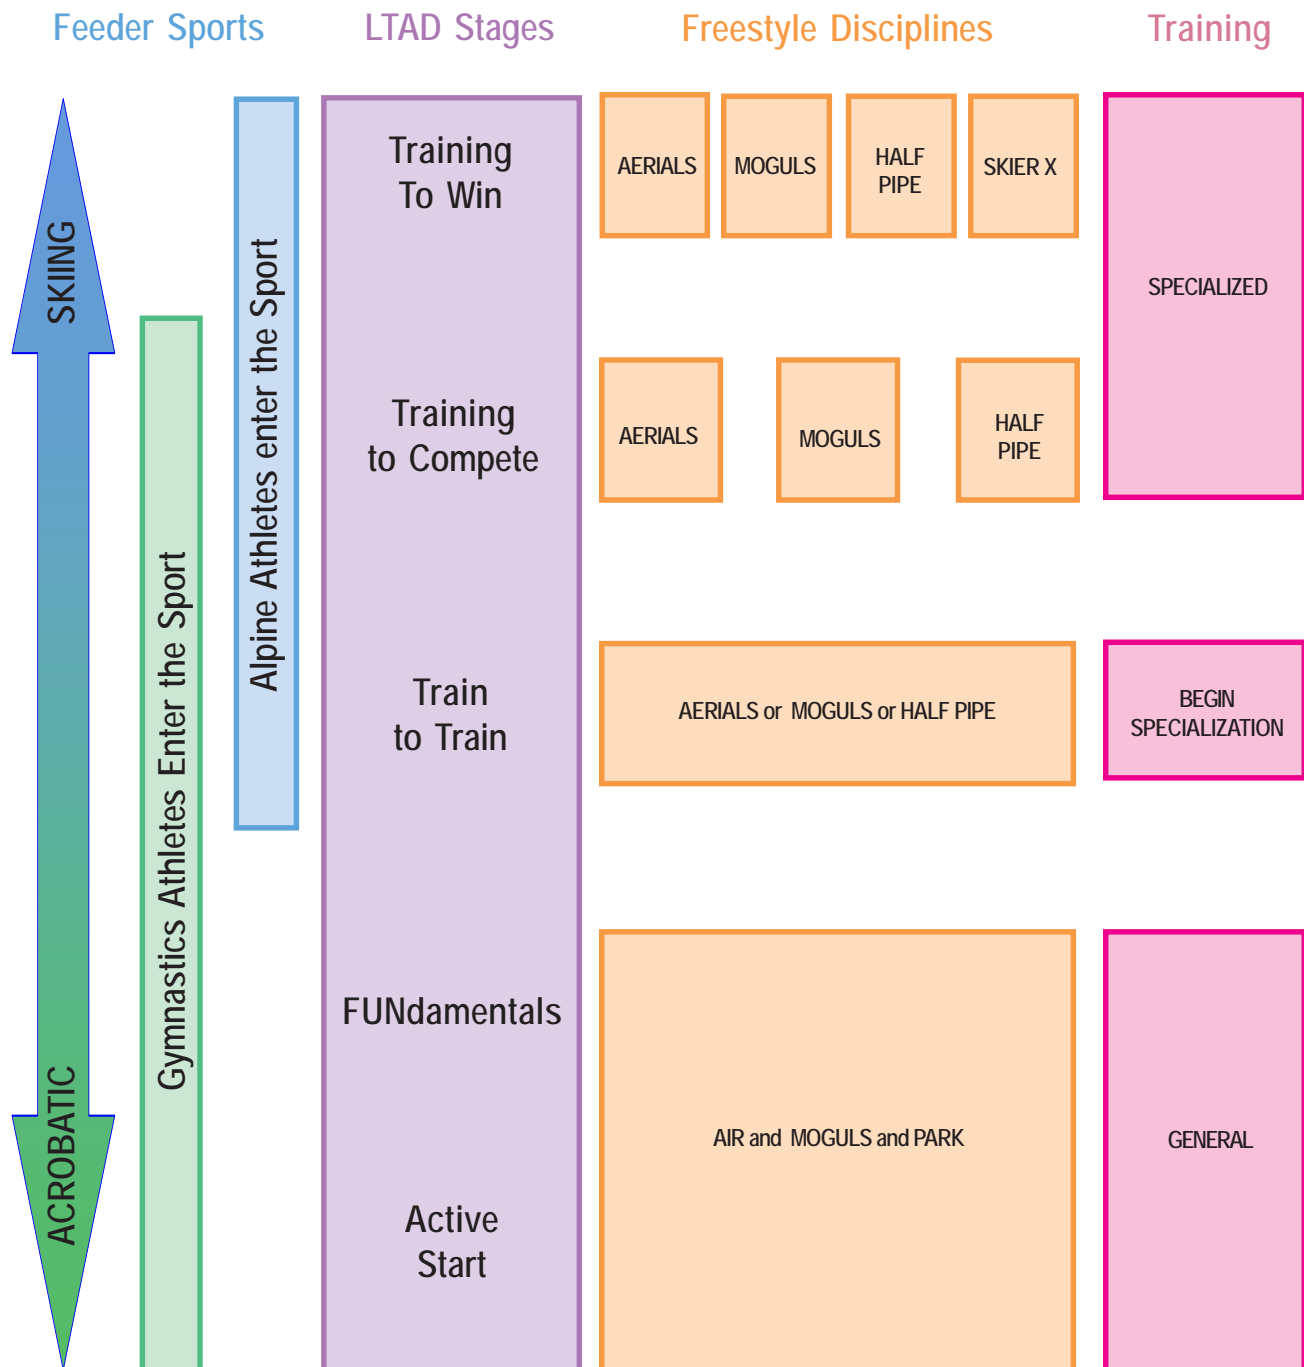 Feeder Sports
LTAD Stages
Freestyle Disciplines
Training
SKIING
ACROBATIC
Gymnastics Athletes Enter the Sport
Alpine Athletes enter the Sport
Training
To Win
Training
to Compete
Train
to Train
FUNdamentals
Active
Start
AERIALS
MOGULS
HALF
PIPE
SKIER X
AERIALS
MOGULS
HALF
PIPE
AERIALS or MOGULS or HALF PIPE
AIR and MOGULS and PARK
SPECIALIZED
BEGIN
SPECIALIZATION
GENERAL